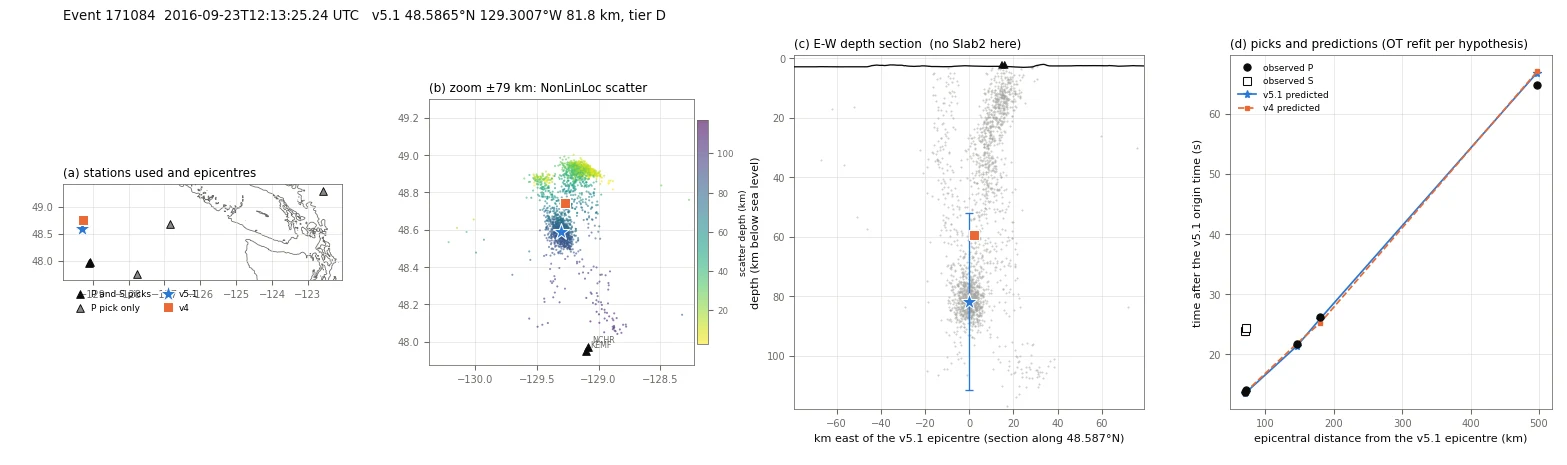 Event 171084 2016-09-23T12:13:25.24 UTC v5.1 48.5865°N 129.3007°W 81.8 km, tier D
(a) stations used and epicentres
49.0
48.5
48.0
−129 −128 −127 −126 −125 −124 −123
P and S picks
P pick only
v5.1
v4
(b) zoom ±79 km: NonLinLoc scatter
49.2
49.0
48.8
48.6
48.4
48.2
48.0
NCHR
KEMF
−130.0 −129.5 −129.0 −128.5
100
80
60
40
20
scatter depth (km)
(c) E-W depth section (no Slab2 here)
0
20
40
60
80
100
depth (km below sea level)
−60 −40 −20 0 20 40 60
km east of the v5.1 epicentre (section along 48.587°N)
(d) picks and predictions (OT refit per hypothesis)
observed P
observed S
v5.1 predicted
v4 predicted
60
50
40
30
20
time after the v5.1 origin time (s)
100 200 300 400 500
epicentral distance from the v5.1 epicentre (km)